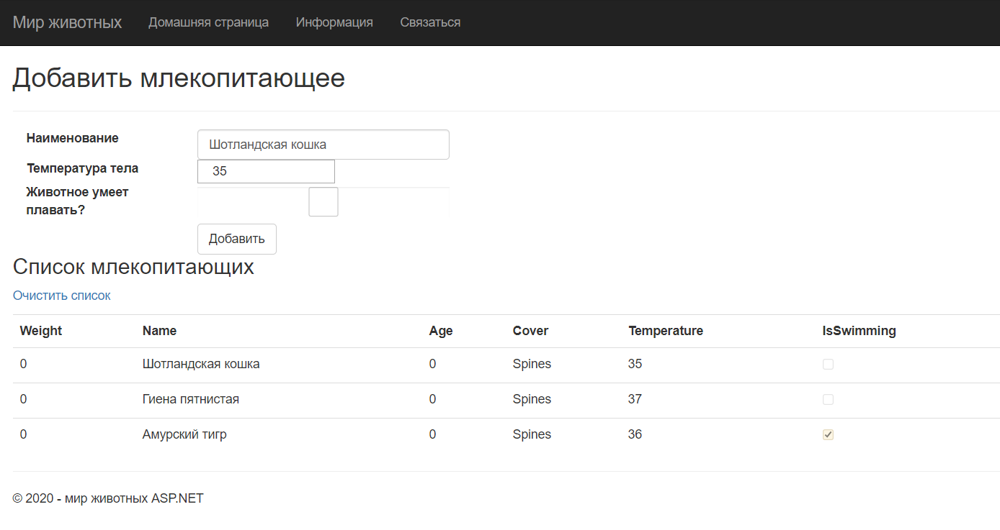 Мир животных Домашняя страница Информация Связаться
Добавить млекопитающее
Наименование Шотландская кошка
Температура тела 35
Животное умеет
плавать?
Добавить
Список млекопитающих
Очистить список
Weight Name Age Cover Temperature IsSwimming
0 Шотландская кошка 0 Spines 35
0 Гиена пятнистая 0 Spines 37
0 Амурский тигр 0 Spines 36
© 2020 - мир животных ASP.NET